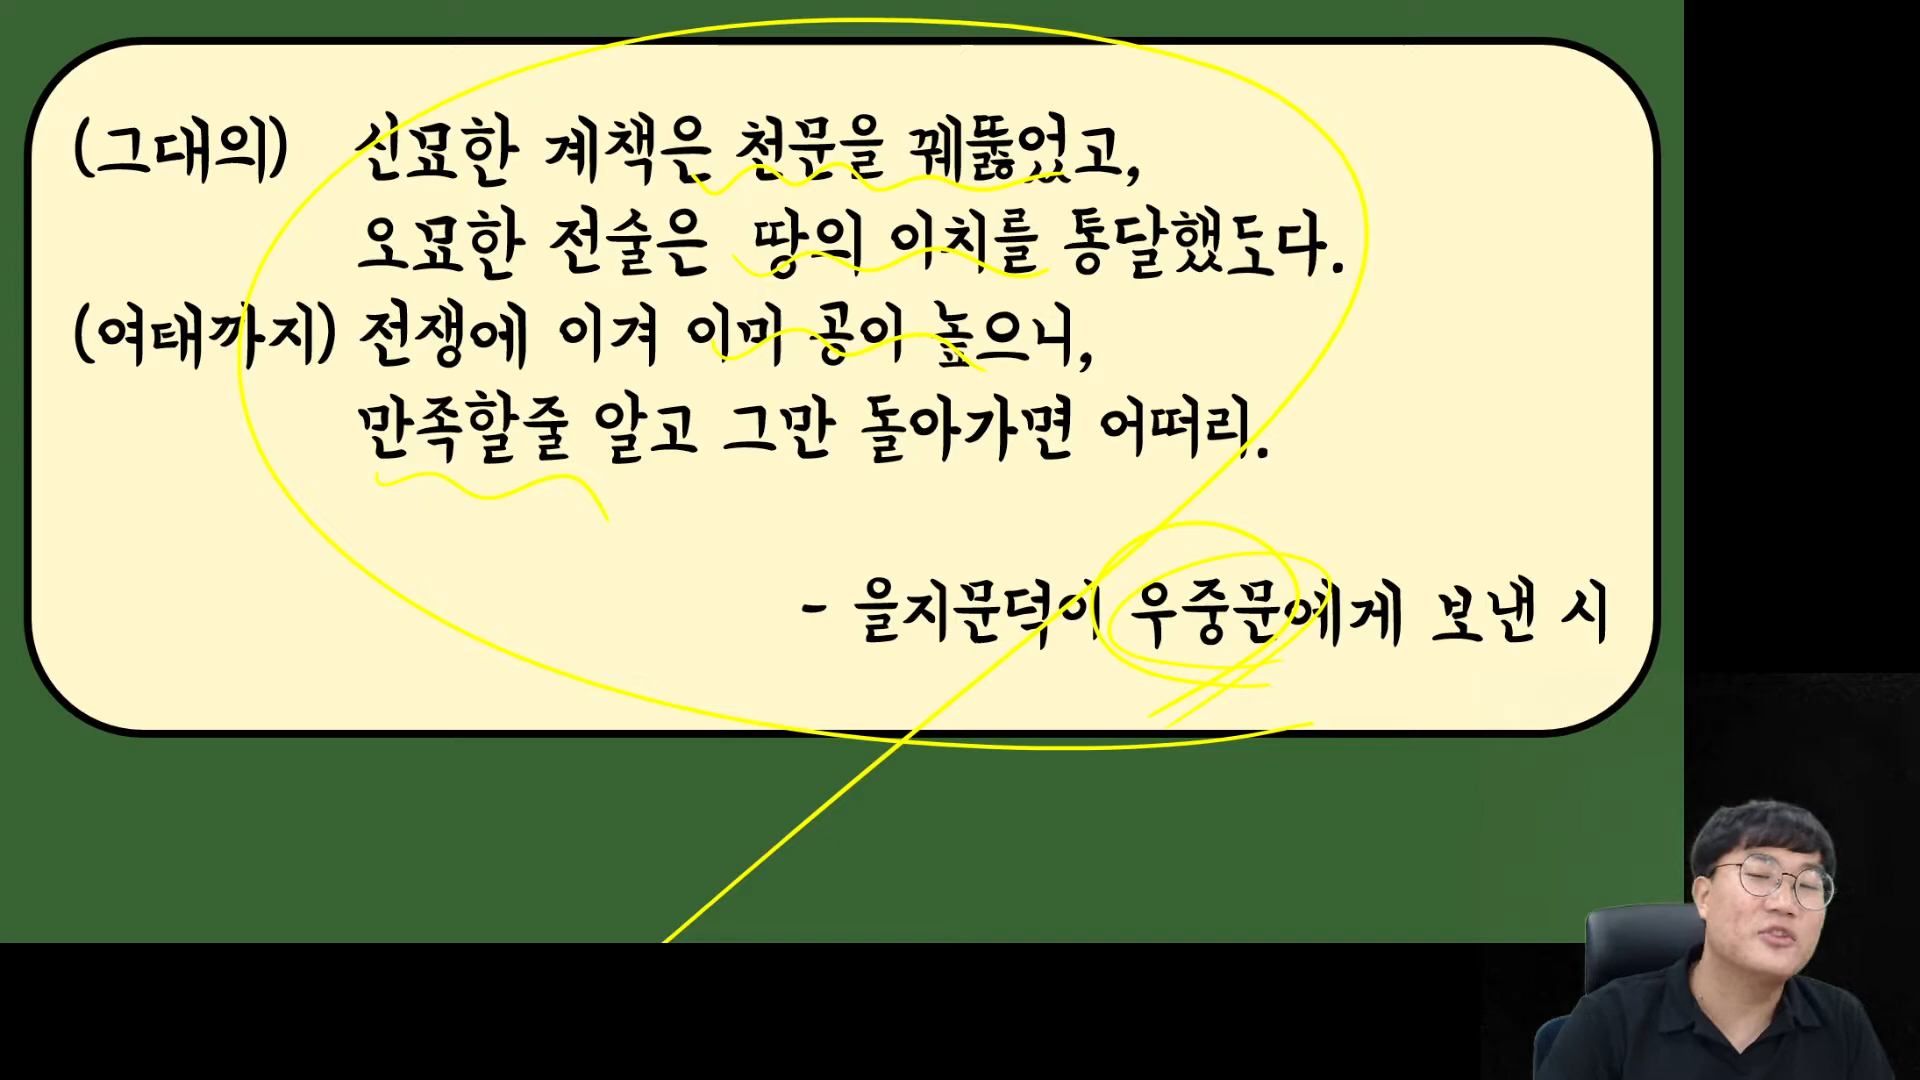 (그대의) 신묘한 계책은 천문을 꿰뚫었고,
오묘한 전술은 땅의 이치를 통달했도다.
(여태까지) 전쟁에 이겨 이미 공이 높으니,
만족할줄 알고 그만 돌아가면 어떠리.
- 을지문덕이 우중문에게 보낸 시